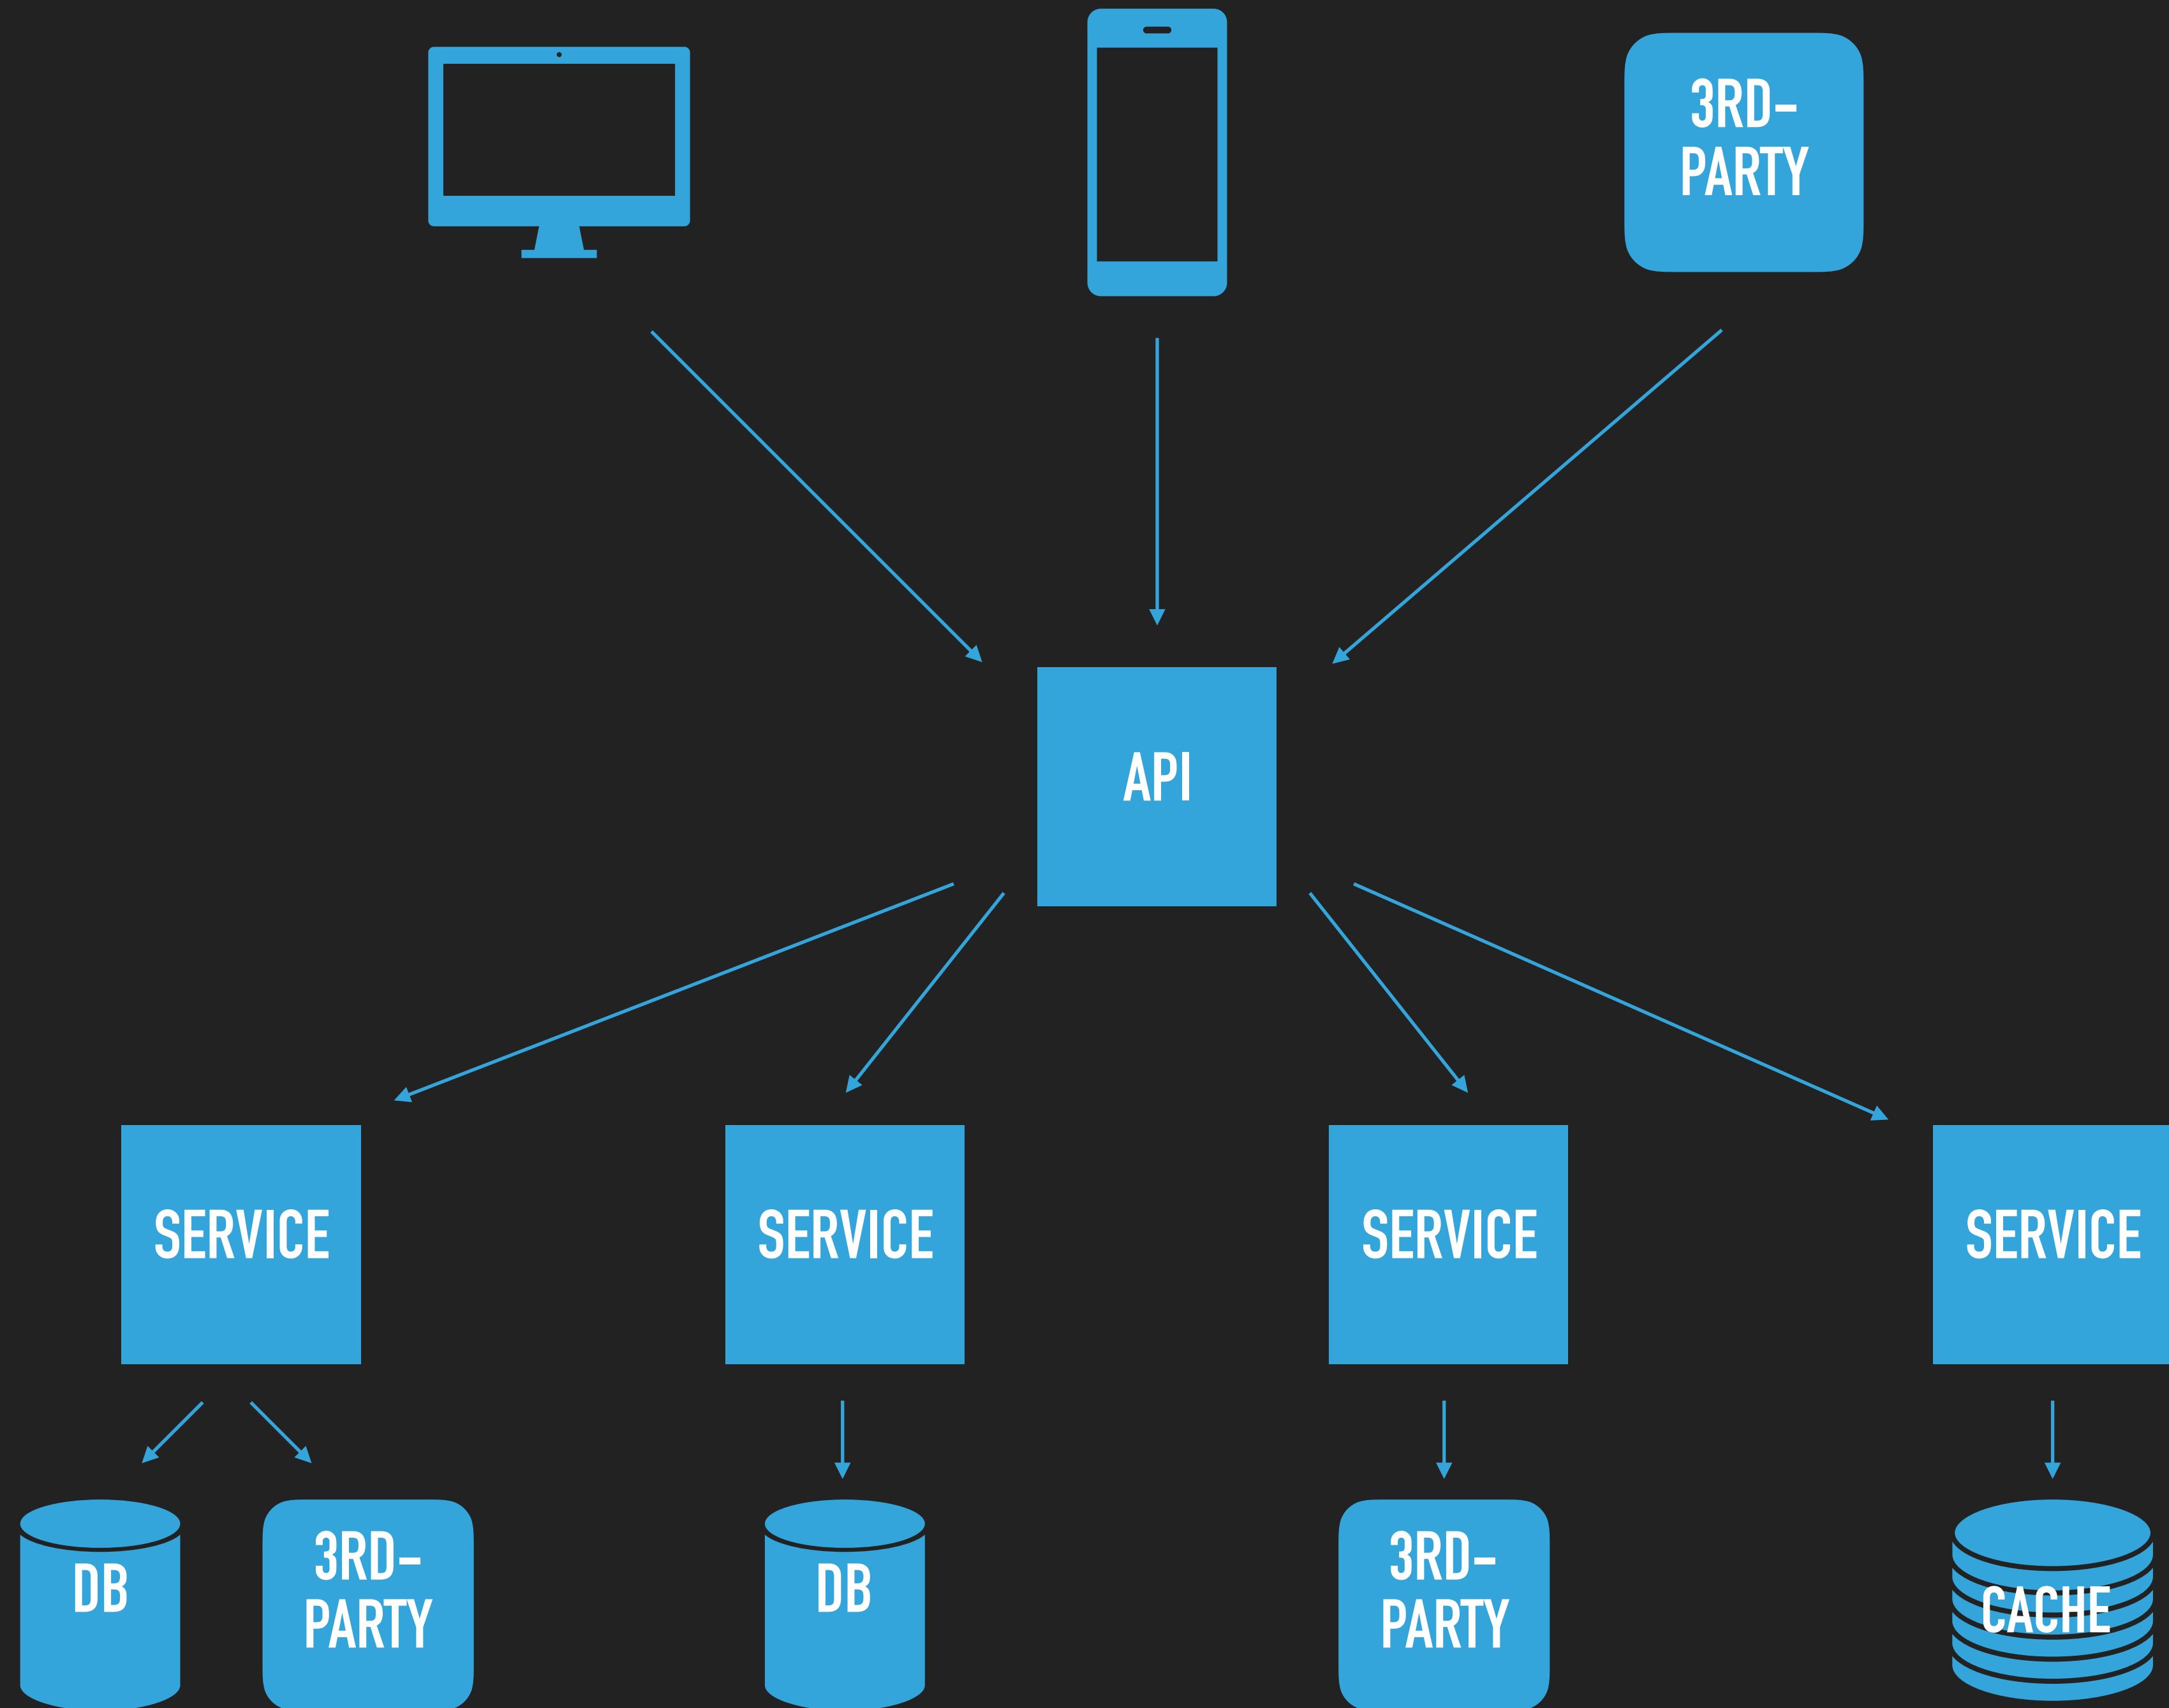 3RD-
PARTY
API
SERVICE
SERVICE
SERVICE
SERVICE
DB
3RD-
PARTY
DB
3RD-
PARTY
CACHE